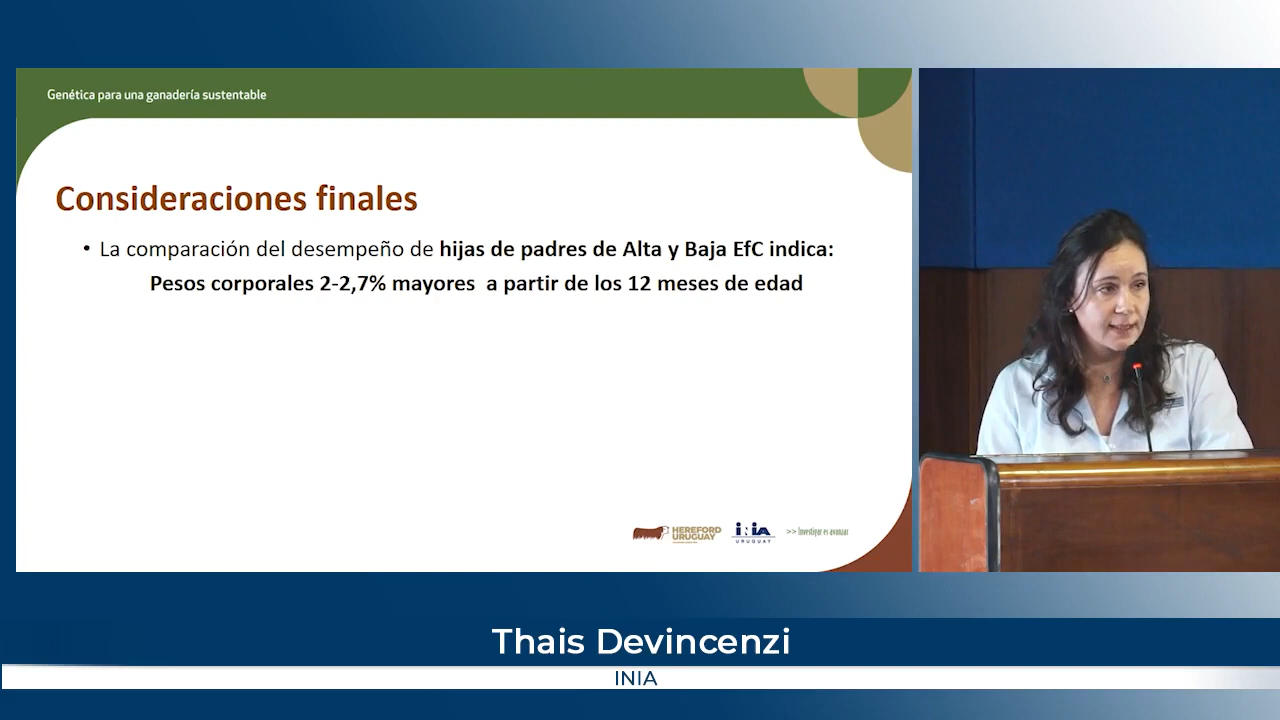 Genética para una ganadería sustentable
Consideraciones finales
• La comparación del desempeño de hijas de padres de Alta y Baja EfC indica:
Pesos corporales 2-2,7% mayores a partir de los 12 meses de edad
HEREFORD
URUGUAY
INIA
URUGUAY
>> Investigar es avanzar
Thais Devincenzi
INIA